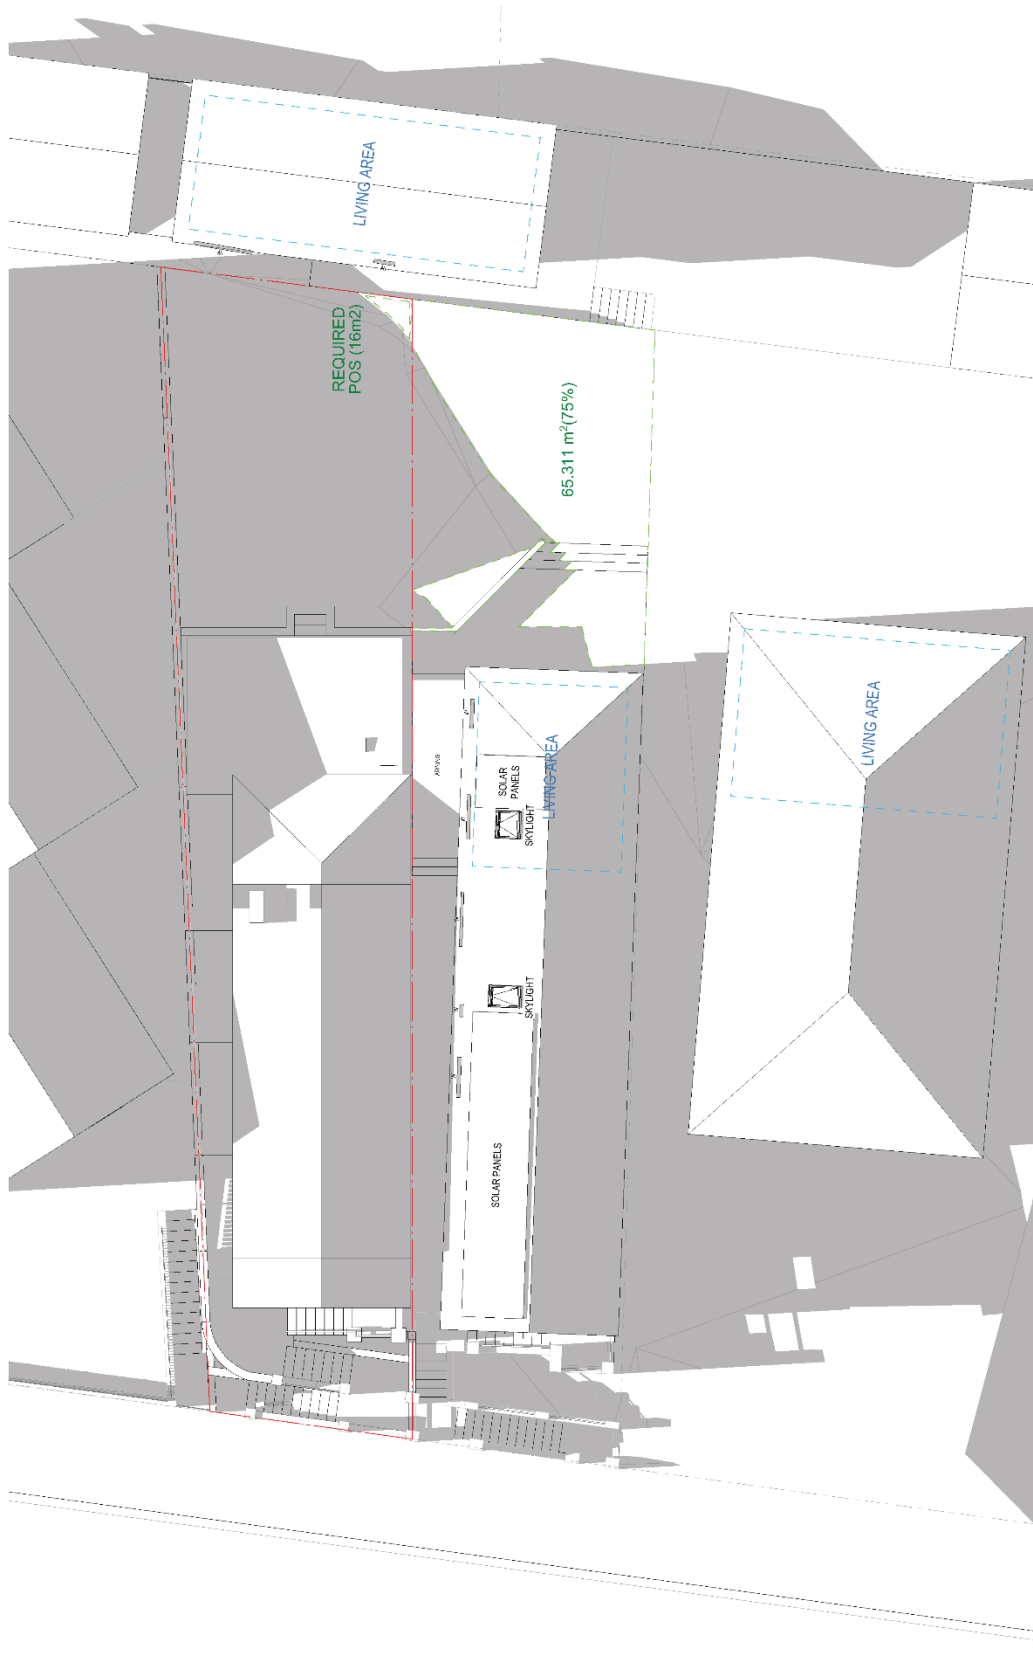 LIVING AREA
REQUIRED
POS (16m2)
65.311 m²(75%)
AWNING
SOLAR
PANELS
SKYLIGHT
LIVING AREA
LIVING AREA
SKYLIGHT
SOLAR PANELS